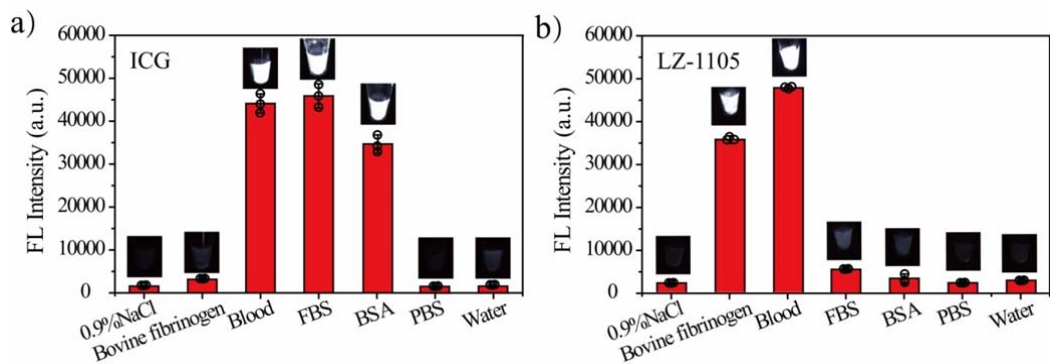 a)
ICG
FL Intensity (a.u.)
60000
50000
40000
30000
20000
10000
0
0.9%NaCl
Bovine fibrinogen
Blood
FBS
BSA
PBS
Water
b)
LZ-1105
FL Intensity (a.u.)
60000
50000
40000
30000
20000
10000
0
0.9%NaCl
Bovine fibrinogen
Blood
FBS
BSA
PBS
Water